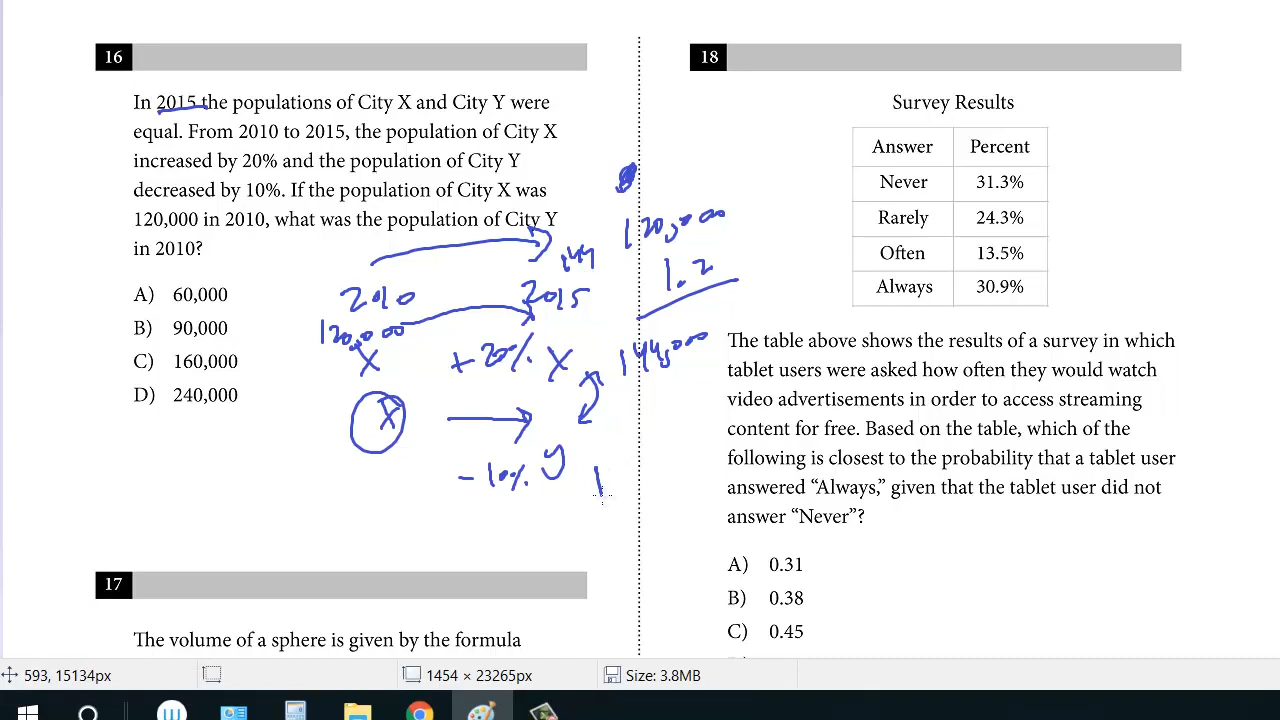 16
In 2015 the populations of City X and City Y were
equal. From 2010 to 2015, the population of City X
increased by 20% and the population of City Y
decreased by 10%. If the population of City X was
120,000 in 2010, what was the population of City Y
in 2010?
A) 60,000
B) 90,000
C) 160,000
D) 240,000
144
2010 2015
120,000
X +20% X
X
-10% y 1
120,000
1.2
144,000
17
The volume of a sphere is given by the formula
18
Survey Results
Answer Percent
Never 31.3%
Rarely 24.3%
Often 13.5%
Always 30.9%
The table above shows the results of a survey in which
tablet users were asked how often they would watch
video advertisements in order to access streaming
content for free. Based on the table, which of the
following is closest to the probability that a tablet user
answered “Always,” given that the tablet user did not
answer “Never”?
A) 0.31
B) 0.38
C) 0.45
593, 15134px
1454 × 23265px
Size: 3.8MB